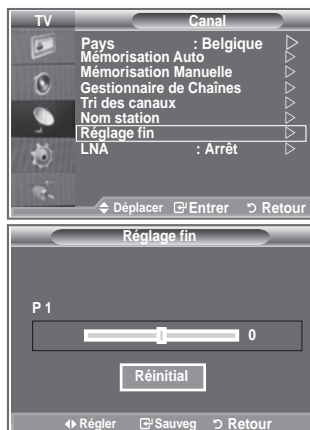 TV Canal
Pays : Belgique
Mémorisation Auto
Mémorisation Manuelle
Gestionnaire de Chaînes
Tri des canaux
Nom station
Réglage fin
LNA : Arrêt
Déplacer Entrer Retour
Réglage fin
P 1
0
Réinitial
Régler Sauveg Retour